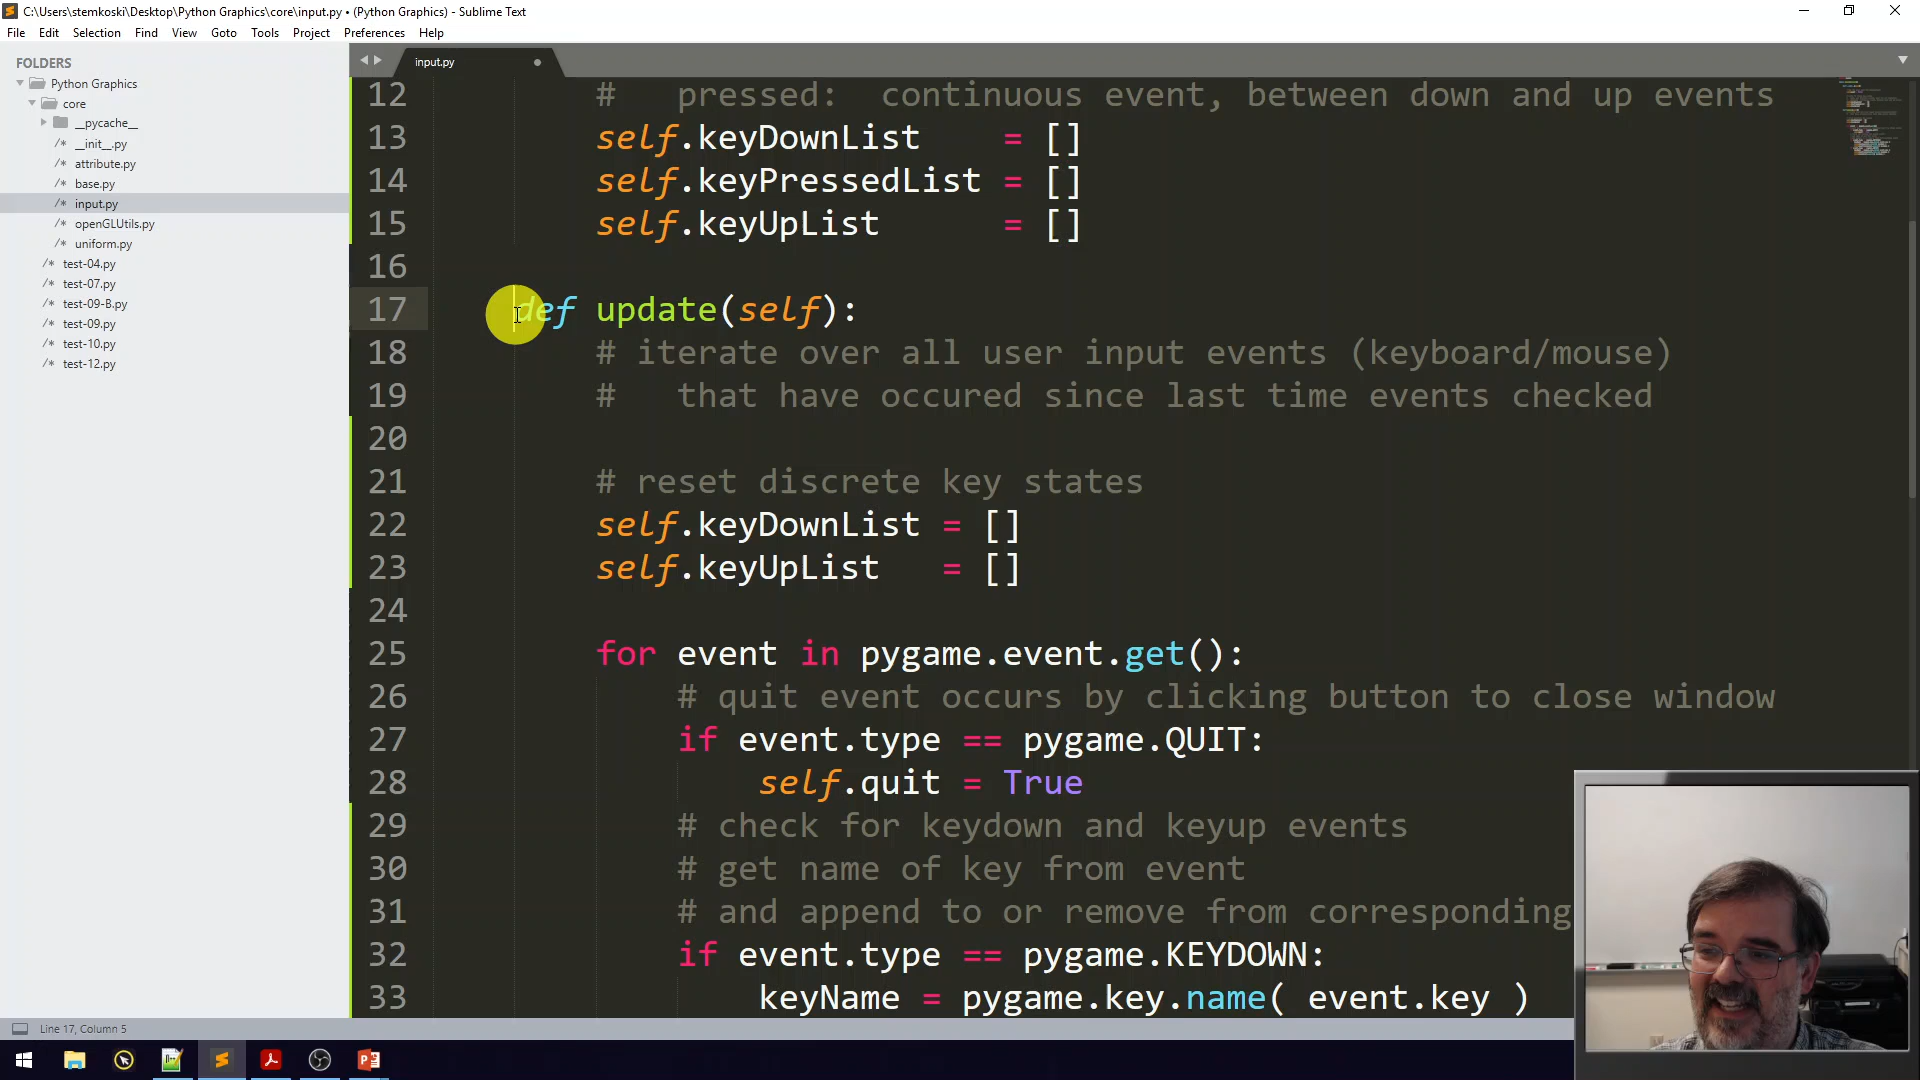 C:\Users\stemkoski\Desktop\Python Graphics\core\input.py • (Python Graphics) - Sublime Text
File Edit Selection Find View Goto Tools Project Preferences Help
FOLDERS
Python Graphics
core
__pycache__
/* __init__.py
/* attribute.py
/* base.py
/* input.py
/* openGLUtils.py
/* uniform.py
/* test-04.py
/* test-07.py
/* test-09-B.py
/* test-09.py
/* test-10.py
/* test-12.py
input.py
12 #   pressed:  continuous event, between down and up events
13 self.keyDownList    = []
14 self.keyPressedList = []
15 self.keyUpList      = []
16
17 def update(self):
18 # iterate over all user input events (keyboard/mouse)
19 #   that have occured since last time events checked
20
21 # reset discrete key states
22 self.keyDownList = []
23 self.keyUpList   = []
24
25 for event in pygame.event.get():
26 # quit event occurs by clicking button to close window
27 if event.type == pygame.QUIT:
28 self.quit = True
29 # check for keydown and keyup events
30 # get name of key from event
31 # and append to or remove from corresponding
32 if event.type == pygame.KEYDOWN:
33 keyName = pygame.key.name( event.key )
Line 17, Column 5